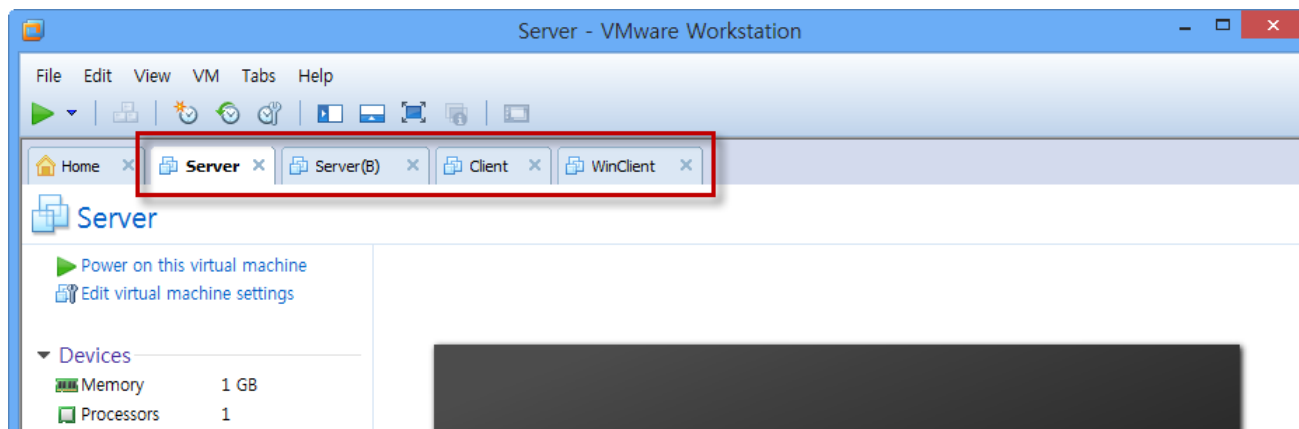 Server - VMware Workstation
File Edit View VM Tabs Help
Home Server Server(B) Client WinClient
Server
Power on this virtual machine
Edit virtual machine settings
Devices
Memory 1 GB
Processors 1